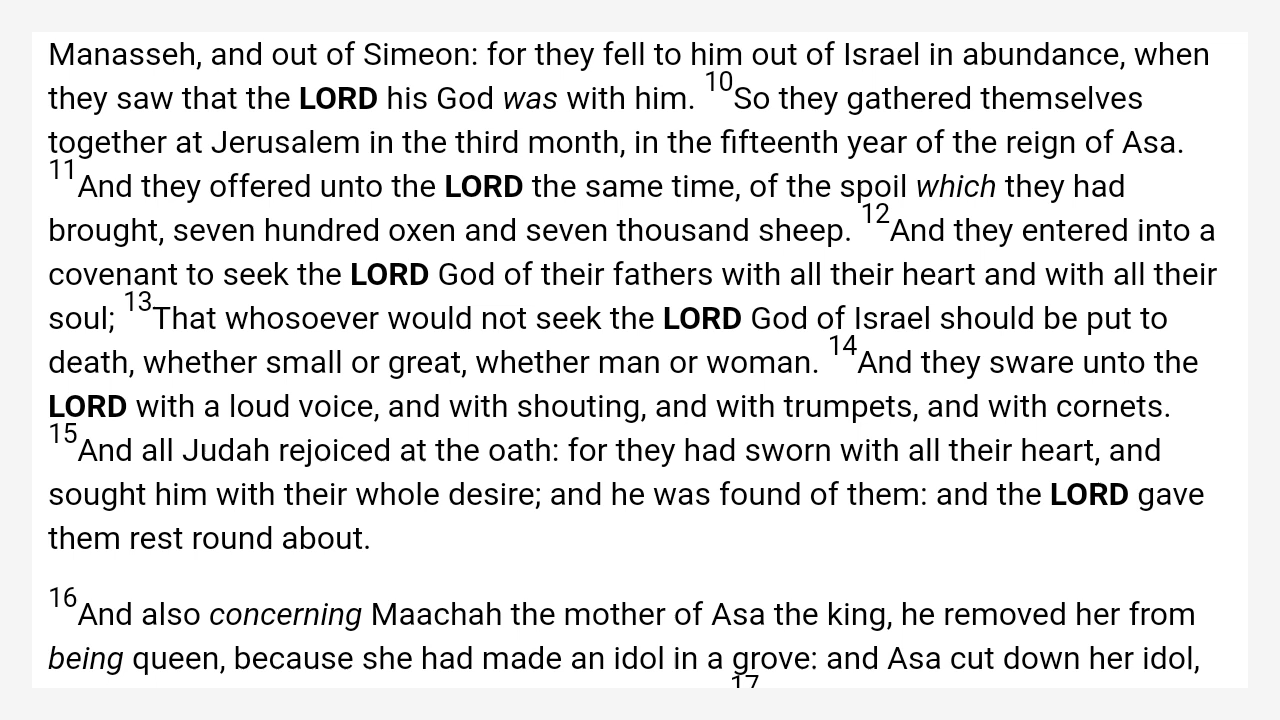 Manasseh, and out of Simeon: for they fell to him out of Israel in abundance, when
they saw that the LORD his God was with him. 10So they gathered themselves
together at Jerusalem in the third month, in the fifteenth year of the reign of Asa.
11And they offered unto the LORD the same time, of the spoil which they had
brought, seven hundred oxen and seven thousand sheep. 12And they entered into a
covenant to seek the LORD God of their fathers with all their heart and with all their
soul; 13That whosoever would not seek the LORD God of Israel should be put to
death, whether small or great, whether man or woman. 14And they sware unto the
LORD with a loud voice, and with shouting, and with trumpets, and with cornets.
15And all Judah rejoiced at the oath: for they had sworn with all their heart, and
sought him with their whole desire; and he was found of them: and the LORD gave
them rest round about.
16And also concerning Maachah the mother of Asa the king, he removed her from
being queen, because she had made an idol in a grove: and Asa cut down her idol,
17